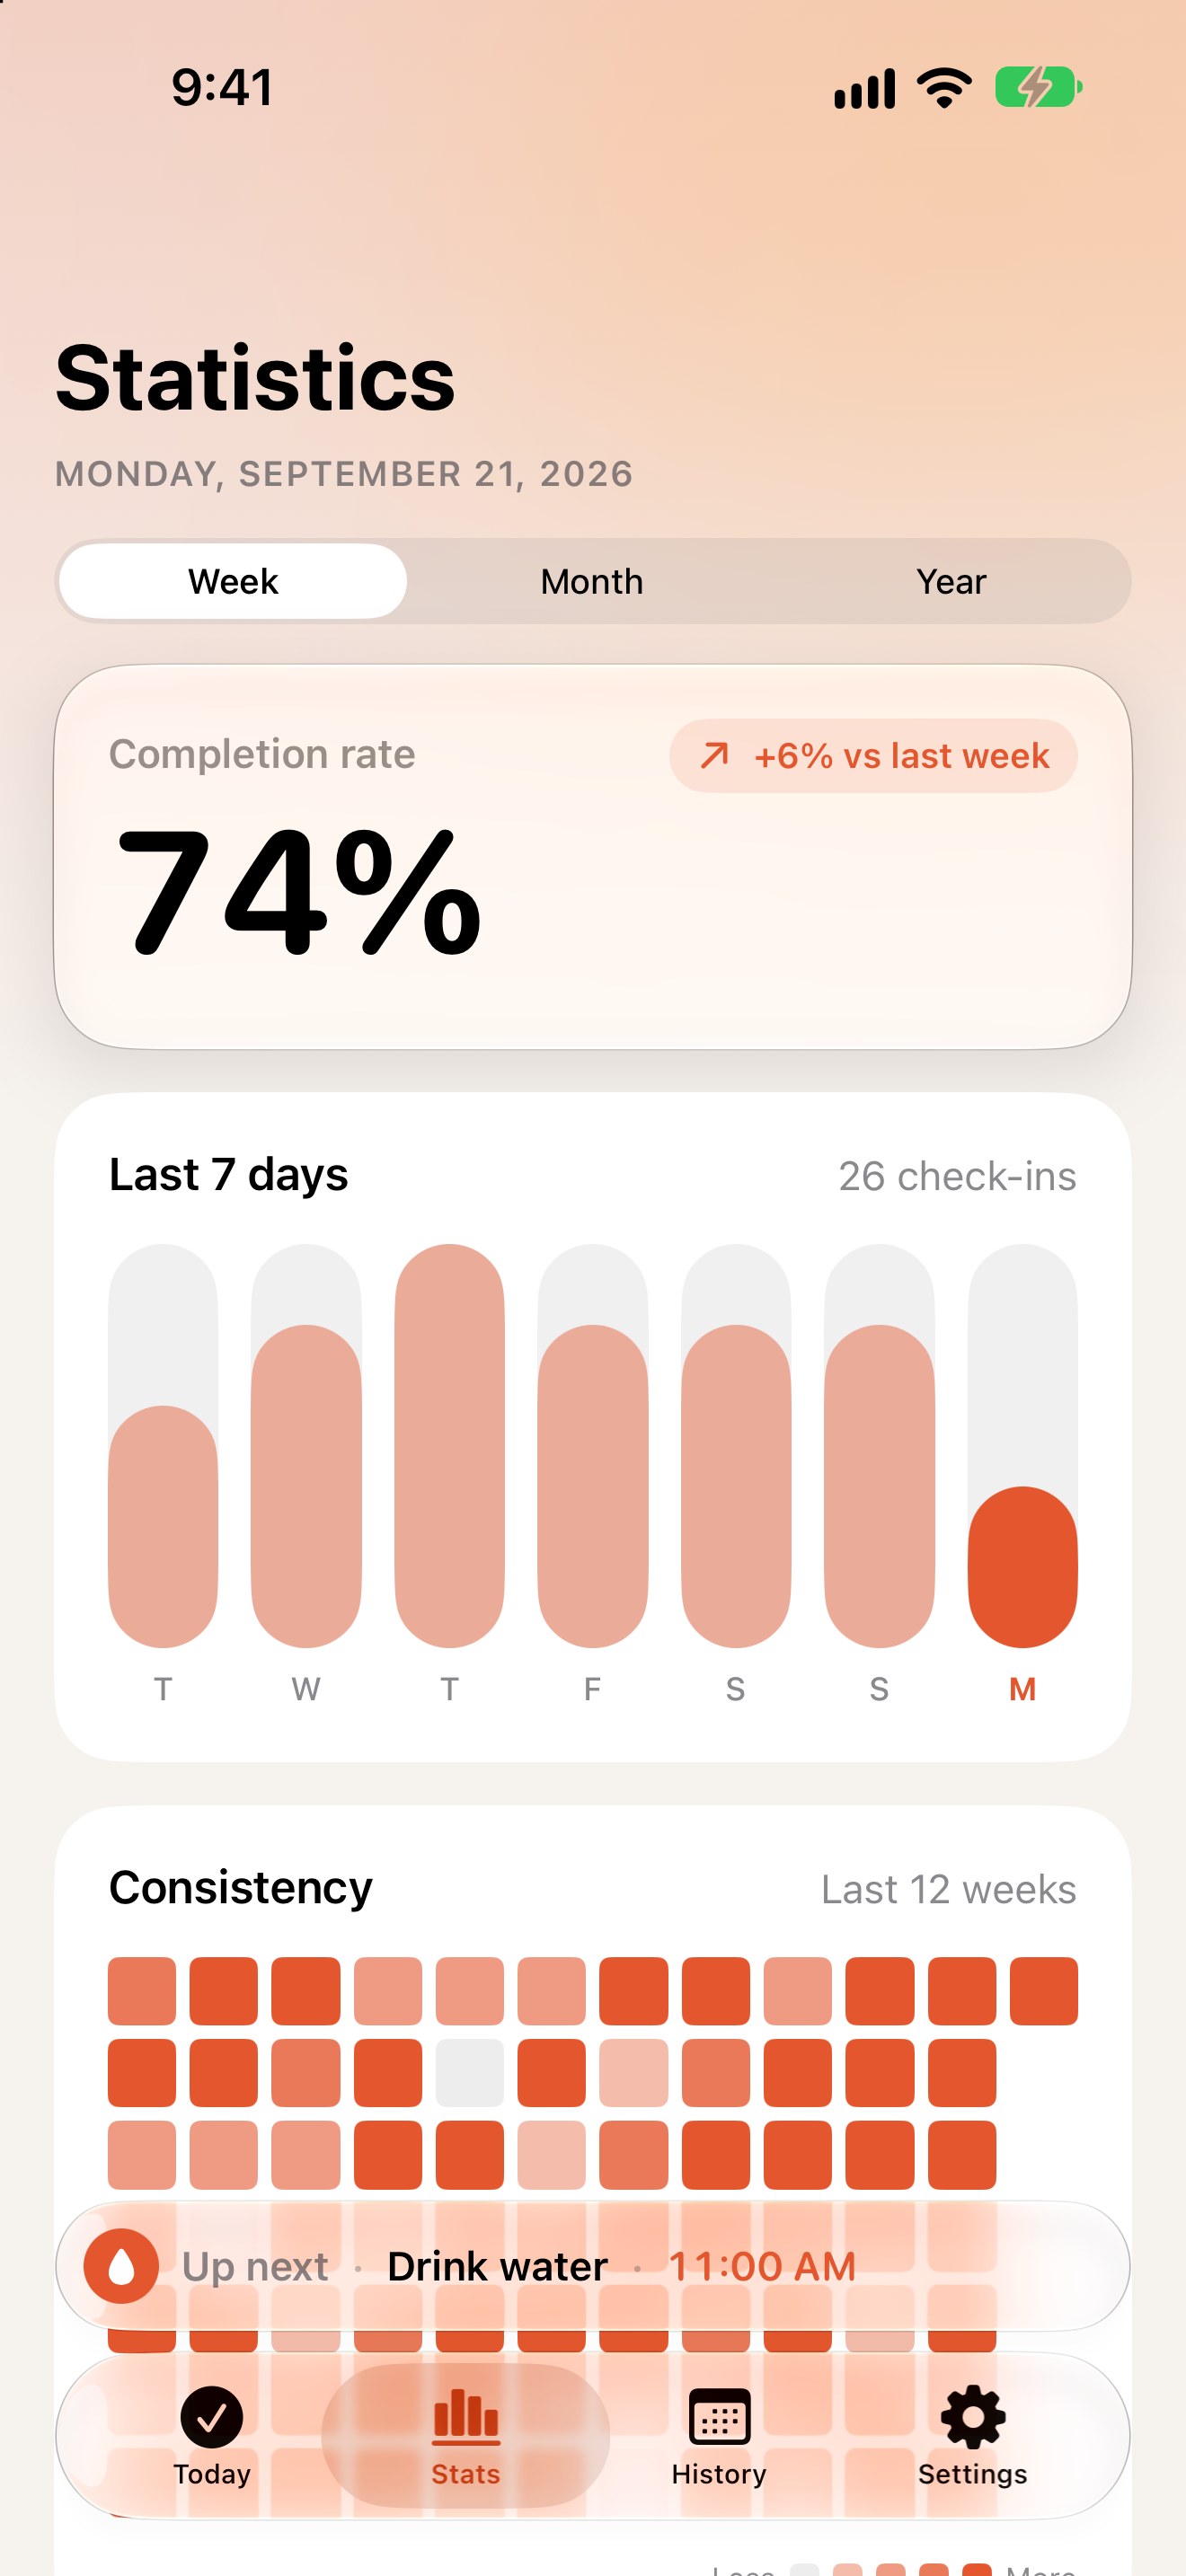 9:41
Statistics
MONDAY, SEPTEMBER 21, 2026
Week Month Year
Completion rate +6% vs last week
74%
Last 7 days 26 check-ins
T W T F S S M
Consistency Last 12 weeks
Up next · Drink water · 11:00 AM
Today Stats History Settings
Less More